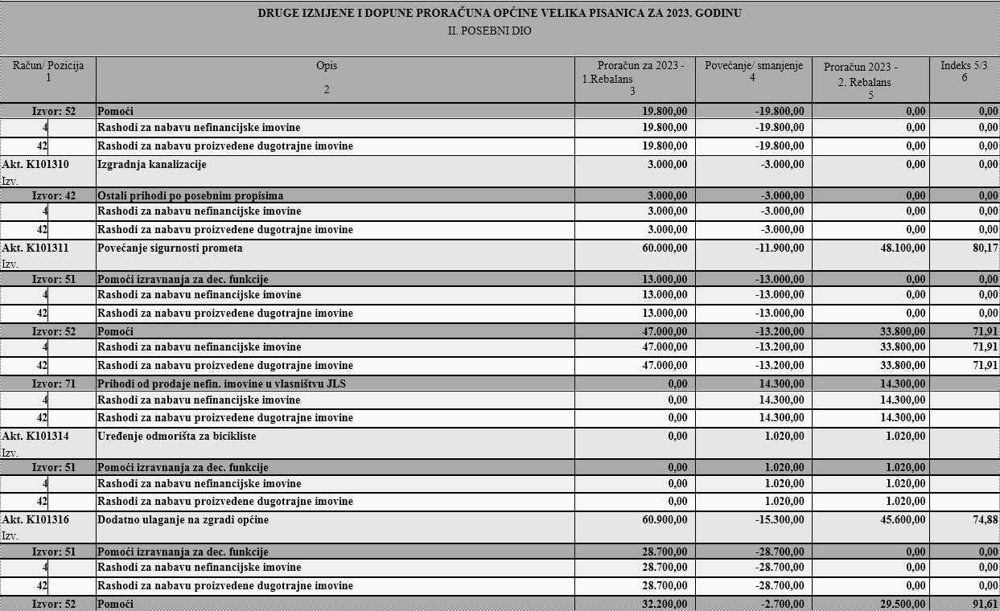 DRUGE IZMJENE I DOPUNE PRORAČUNA OPĆINE VELIKA PISANICA ZA 2023. GODINU
II. POSEBNI DIO
Račun/ Pozicija Opis Proračun za 2023 - Povećanje/ smanjenje Proračun 2023 - Indeks 5/3
1 2 1.Rebalans 4 2. Rebalans 6
3 5
Izvor: 52 Pomoći 19.800,00 -19.800,00 0,00 0,00
4 Rashodi za nabavu nefinancijske imovine 19.800,00 -19.800,00 0,00 0,00
42 Rashodi za nabavu proizvedene dugotrajne imovine 19.800,00 -19.800,00 0,00 0,00
Akt. K101310 Izgradnja kanalizacije 3.000,00 -3.000,00 0,00 0,00
Izv.
Izvor: 42 Ostali prihodi po posebnim propisima 3.000,00 -3.000,00 0,00 0,00
4 Rashodi za nabavu nefinancijske imovine 3.000,00 -3.000,00 0,00 0,00
42 Rashodi za nabavu proizvedene dugotrajne imovine 3.000,00 -3.000,00 0,00 0,00
Akt. K101311 Povećanje sigurnosti prometa 60.000,00 -11.900,00 48.100,00 80,17
Izv.
Izvor: 51 Pomoći izravnanja za dec. funkcije 13.000,00 -13.000,00 0,00 0,00
4 Rashodi za nabavu nefinancijske imovine 13.000,00 -13.000,00 0,00 0,00
42 Rashodi za nabavu proizvedene dugotrajne imovine 13.000,00 -13.000,00 0,00 0,00
Izvor: 52 Pomoći 47.000,00 -13.200,00 33.800,00 71,91
4 Rashodi za nabavu nefinancijske imovine 47.000,00 -13.200,00 33.800,00 71,91
42 Rashodi za nabavu proizvedene dugotrajne imovine 47.000,00 -13.200,00 33.800,00 71,91
Izvor: 71 Prihodi od prodaje nefin. imovine u vlasništvu JLS 0,00 14.300,00 14.300,00
4 Rashodi za nabavu nefinancijske imovine 0,00 14.300,00 14.300,00
42 Rashodi za nabavu proizvedene dugotrajne imovine 0,00 14.300,00 14.300,00
Akt. K101314 Uređenje odmorišta za bicikliste 0,00 1.020,00 1.020,00
Izv.
Izvor: 51 Pomoći izravnanja za dec. funkcije 0,00 1.020,00 1.020,00
4 Rashodi za nabavu nefinancijske imovine 0,00 1.020,00 1.020,00
42 Rashodi za nabavu proizvedene dugotrajne imovine 0,00 1.020,00 1.020,00
Akt. K101316 Dodatno ulaganje na zgradi općine 60.900,00 -15.300,00 45.600,00 74,88
Izv.
Izvor: 51 Pomoći izravnanja za dec. funkcije 28.700,00 -28.700,00 0,00 0,00
4 Rashodi za nabavu nefinancijske imovine 28.700,00 -28.700,00 0,00 0,00
42 Rashodi za nabavu proizvedene dugotrajne imovine 28.700,00 -28.700,00 0,00 0,00
Izvor: 52 Pomoći 32.200,00 -2.700,00 29.500,00 91,61